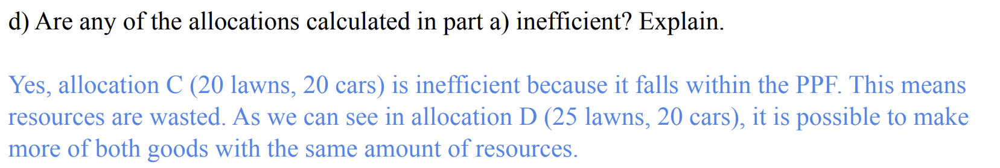 d) Are any of the allocations calculated in part a) inefficient? Explain.
Yes, allocation C (20 lawns, 20 cars) is inefficient because it falls within the PPF. This means
resources are wasted. As we can see in allocation D (25 lawns, 20 cars), it is possible to make
more of both goods with the same amount of resources.